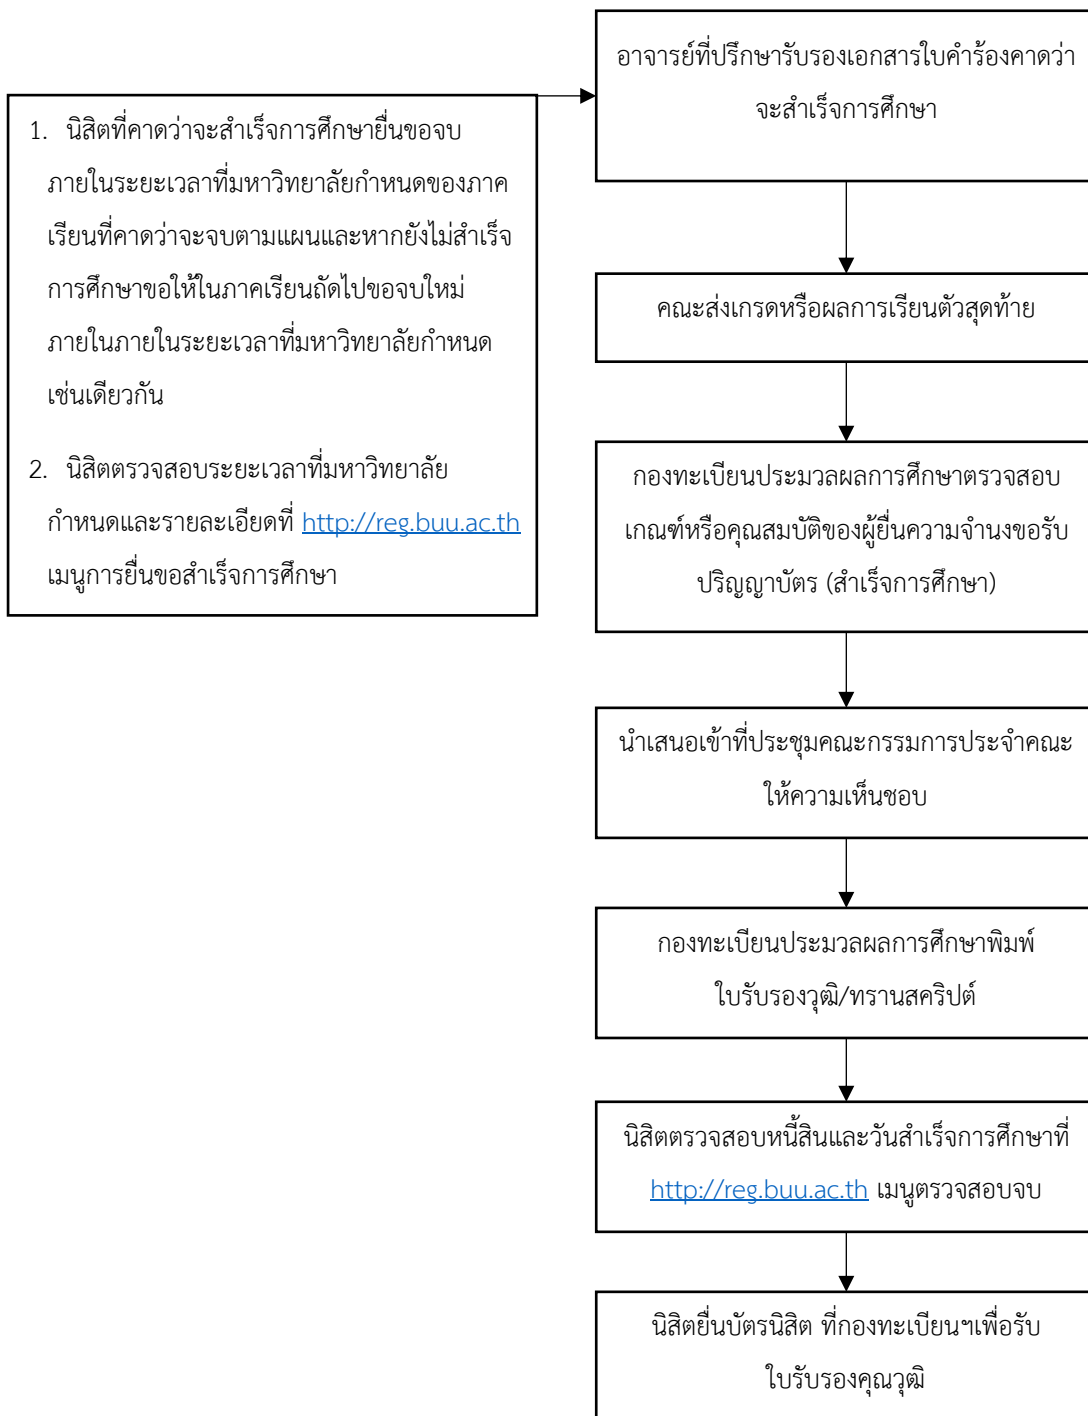 1. นิสิตที่คาดว่าจะสำเร็จการศึกษายื่นขอจบ
ภายในระยะเวลาที่มหาวิทยาลัยกำหนดของภาค
เรียนที่คาดว่าจะจบตามแผนและหากยังไม่สำเร็จ
การศึกษาขอให้ในภาคเรียนถัดไปขอจบใหม่
ภายในภายในระยะเวลาที่มหาวิทยาลัยกำหนด
เช่นเดียวกัน
2. นิสิตตรวจสอบระยะเวลาที่มหาวิทยาลัย
กำหนดและรายละเอียดที่ http://reg.buu.ac.th
เมนูการยื่นขอสำเร็จการศึกษา
อาจารย์ที่ปรึกษารับรองเอกสารใบคำร้องคาดว่า
จะสำเร็จการศึกษา
คณะส่งเกรดหรือผลการเรียนตัวสุดท้าย
กองทะเบียนประมวลผลการศึกษาตรวจสอบ
เกณฑ์หรือคุณสมบัติของผู้ยื่นความจำนงขอรับ
ปริญญาบัตร (สำเร็จการศึกษา)
นำเสนอเข้าที่ประชุมคณะกรรมการประจำคณะ
ให้ความเห็นชอบ
กองทะเบียนประมวลผลการศึกษาพิมพ์
ใบรับรองวุฒิ/ทรานสคริปต์
นิสิตตรวจสอบหนี้สินและวันสำเร็จการศึกษาที่
http://reg.buu.ac.th เมนูตรวจสอบจบ
นิสิตยื่นบัตรนิสิต ที่กองทะเบียนฯเพื่อรับ
ใบรับรองคุณวุฒิ